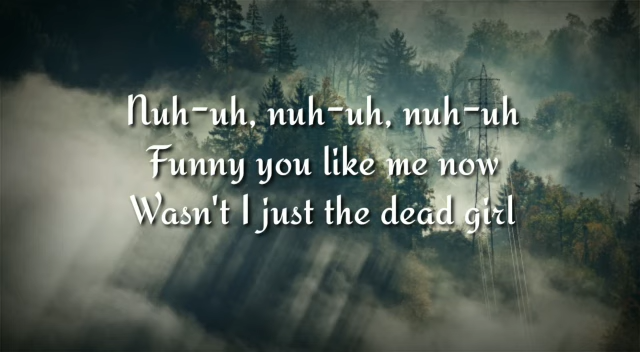 Nuh-uh, nuh-uh, nuh-uh
Funny you like me now
Wasn't I just the dead girl